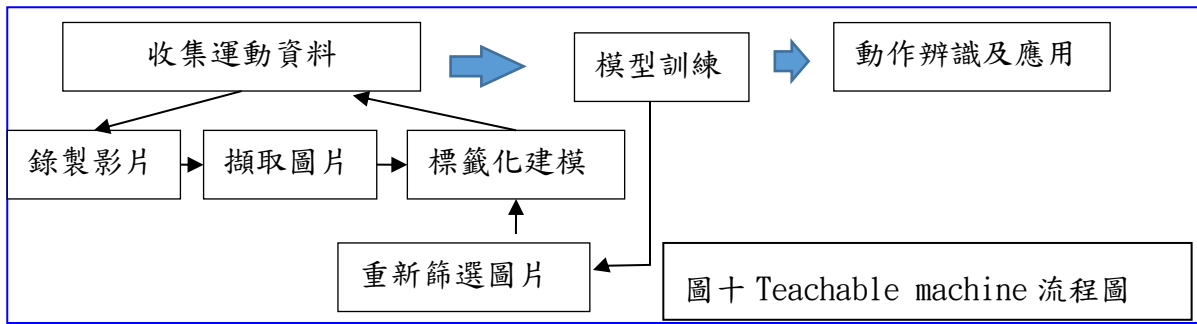 收集運動資料
模型訓練
動作辨識及應用
錄製影片
擷取圖片
標籤化建模
重新篩選圖片
圖十 Teachable machine 流程圖